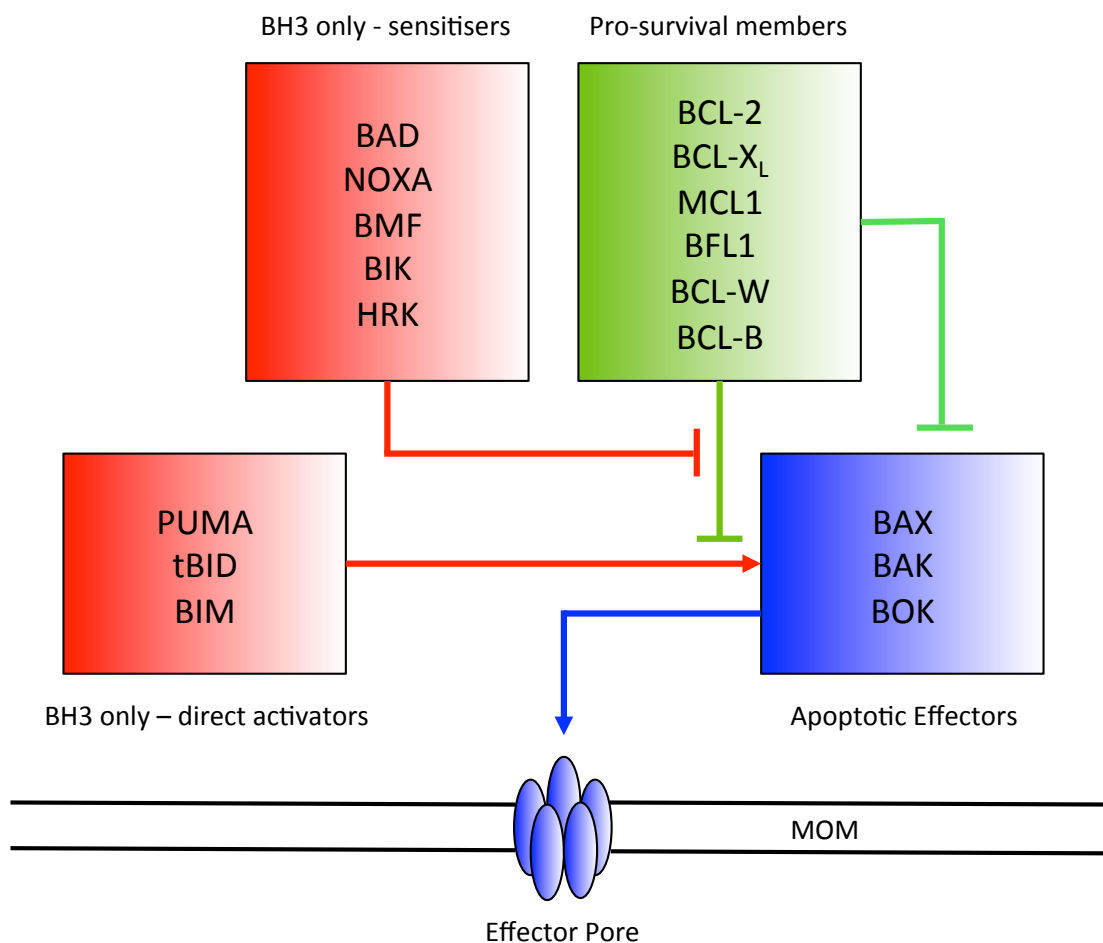 BH3 only - sensitisers
Pro-survival members
BAD
NOXA
BMF
BIK
HRK
BCL-2
BCL-XL
MCL1
BFL1
BCL-W
BCL-B
PUMA
tBID
BIM
BAX
BAK
BOK
BH3 only – direct activators
Apoptotic Effectors
MOM
Effector Pore